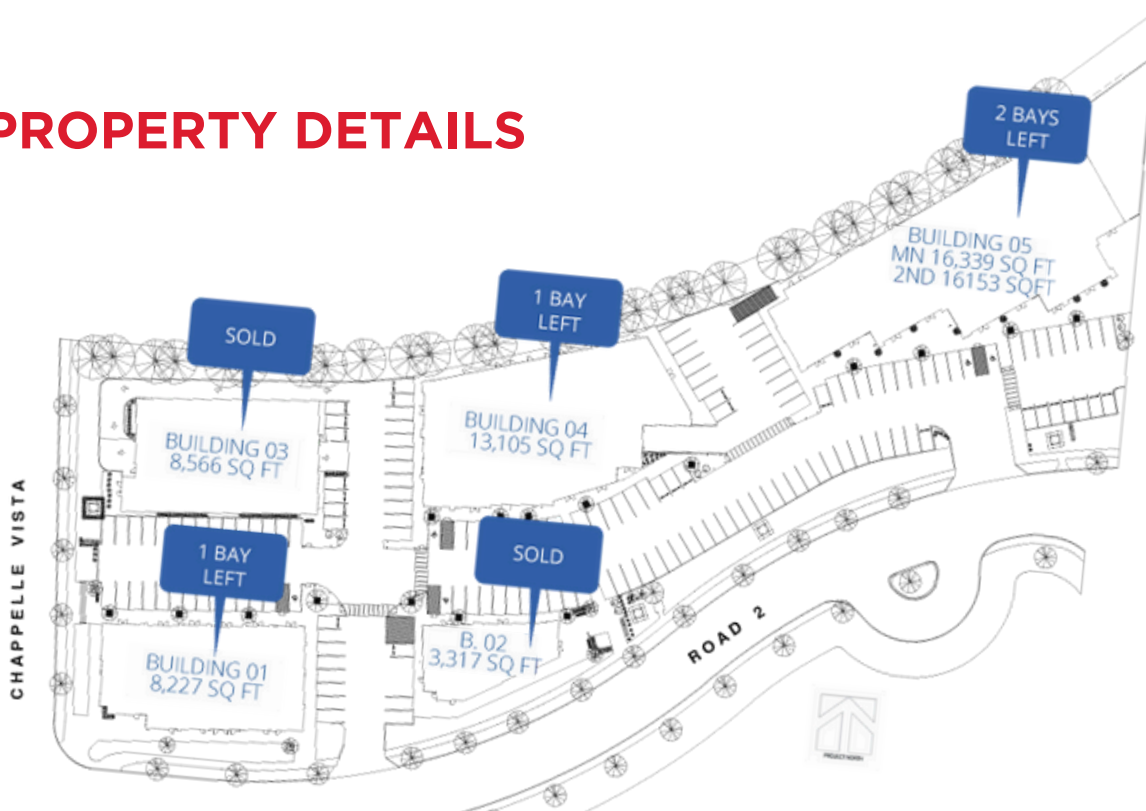 PROPERTY DETAILS
2 BAYS
LEFT
BUILDING 05
MN 16,339 SQ FT
2ND 16153 SQFT
1 BAY
LEFT
BUILDING 04
13,105 SQ FT
SOLD
BUILDING 03
8,566 SQ FT
1 BAY
LEFT
BUILDING 01
8,227 SQ FT
SOLD
B. 02
3,317 SQ FT
CHAPPELLE VISTA
ROAD 2
PROJECT NORTH